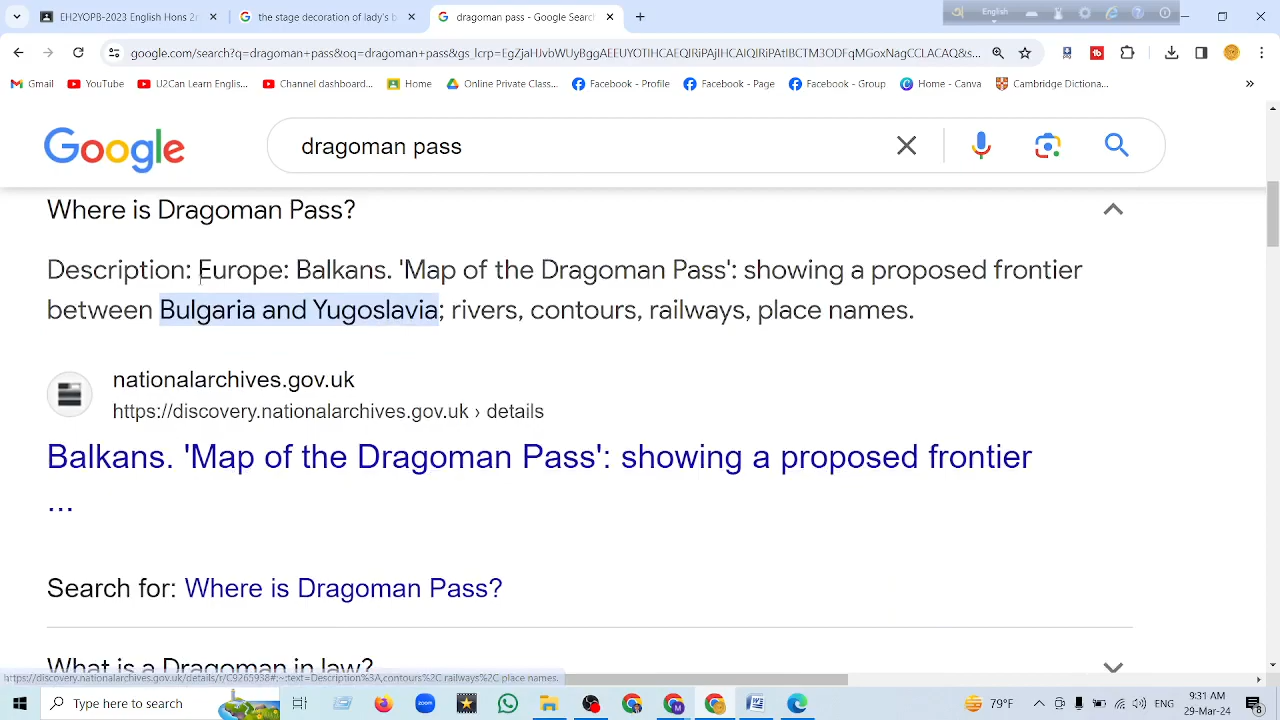 EH2YOPB-2023 English Hons 2r
the slav
dragoman pass - Google Search
English
google.com/search?q=dragoman+pass&oq=dragoman+pass&gs_lcp=
Gmail
YouTube
U2Can Learn Englis...
Channel dashboard...
Home
Online Private Class...
Facebook - Profile
Facebook - Page
Facebook - Group
Home - Canva
Cambridge Dictiona...
»
Google
dragoman pass
Where is Dragoman Pass?
Description: Europe: Balkans. 'Map of the Dragoman Pass': showing a proposed frontier
between Bulgaria and Yugoslavia; rivers, contours, railways, place names.
nationalarchives.gov.uk
https://discovery.nationalarchives.gov.uk › details
Balkans. 'Map of the Dragoman Pass': showing a proposed frontier
...
Search for: Where is Dragoman Pass?
What is a Dragoman in law?
Type here to search
zoom
79°F
ENG
9:31 AM
29-Mar-24